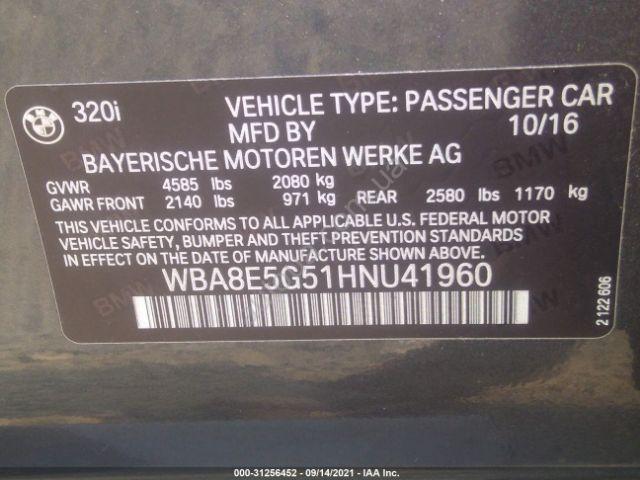 320i VEHICLE TYPE: PASSENGER CAR
MFD BY 10/16
BAYERISCHE MOTOREN WERKE AG
GVWR 4585 lbs 2080 kg
GAWR FRONT 2140 lbs 971 kg REAR 2580 lbs 1170 kg
THIS VEHICLE CONFORMS TO ALL APPLICABLE U.S. FEDERAL MOTOR
VEHICLE SAFETY, BUMPER AND THEFT PREVENTION STANDARDS
IN EFFECT ON THE DATE OF MANUFACTURE SHOWN ABOVE.
WBA8E5G51HNU41960
2 122 606
© - 31256452 - 09/14/2021 - IAA Inc.